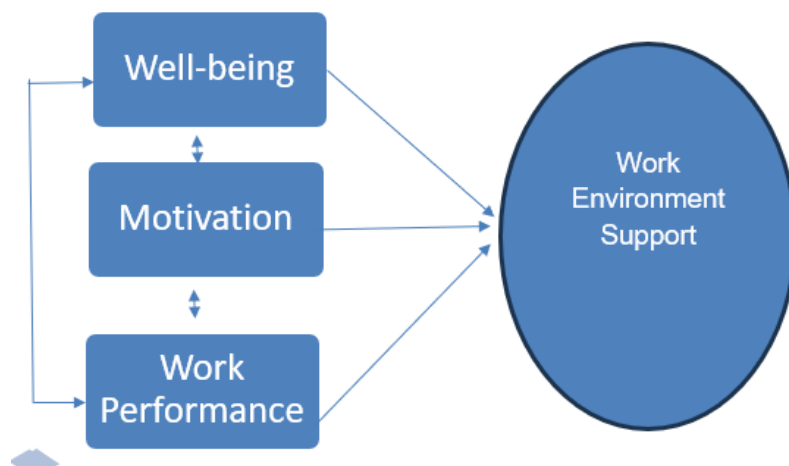 Well-being
Motivation
Work
Performance
Work
Environment
Support